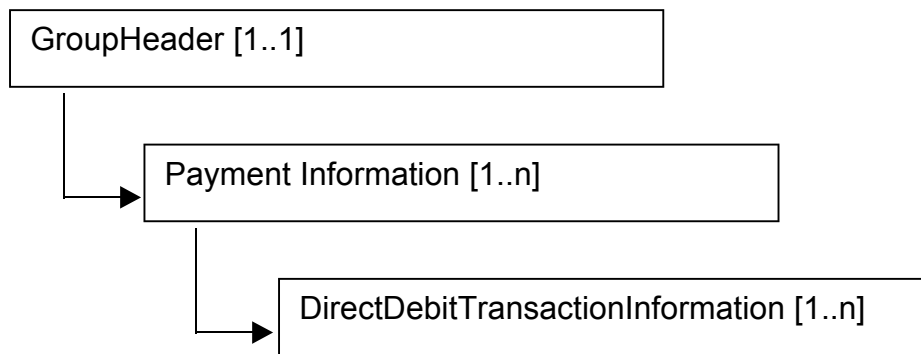 GroupHeader [1..1]
Payment Information [1..n]
DirectDebitTransactionInformation [1..n]